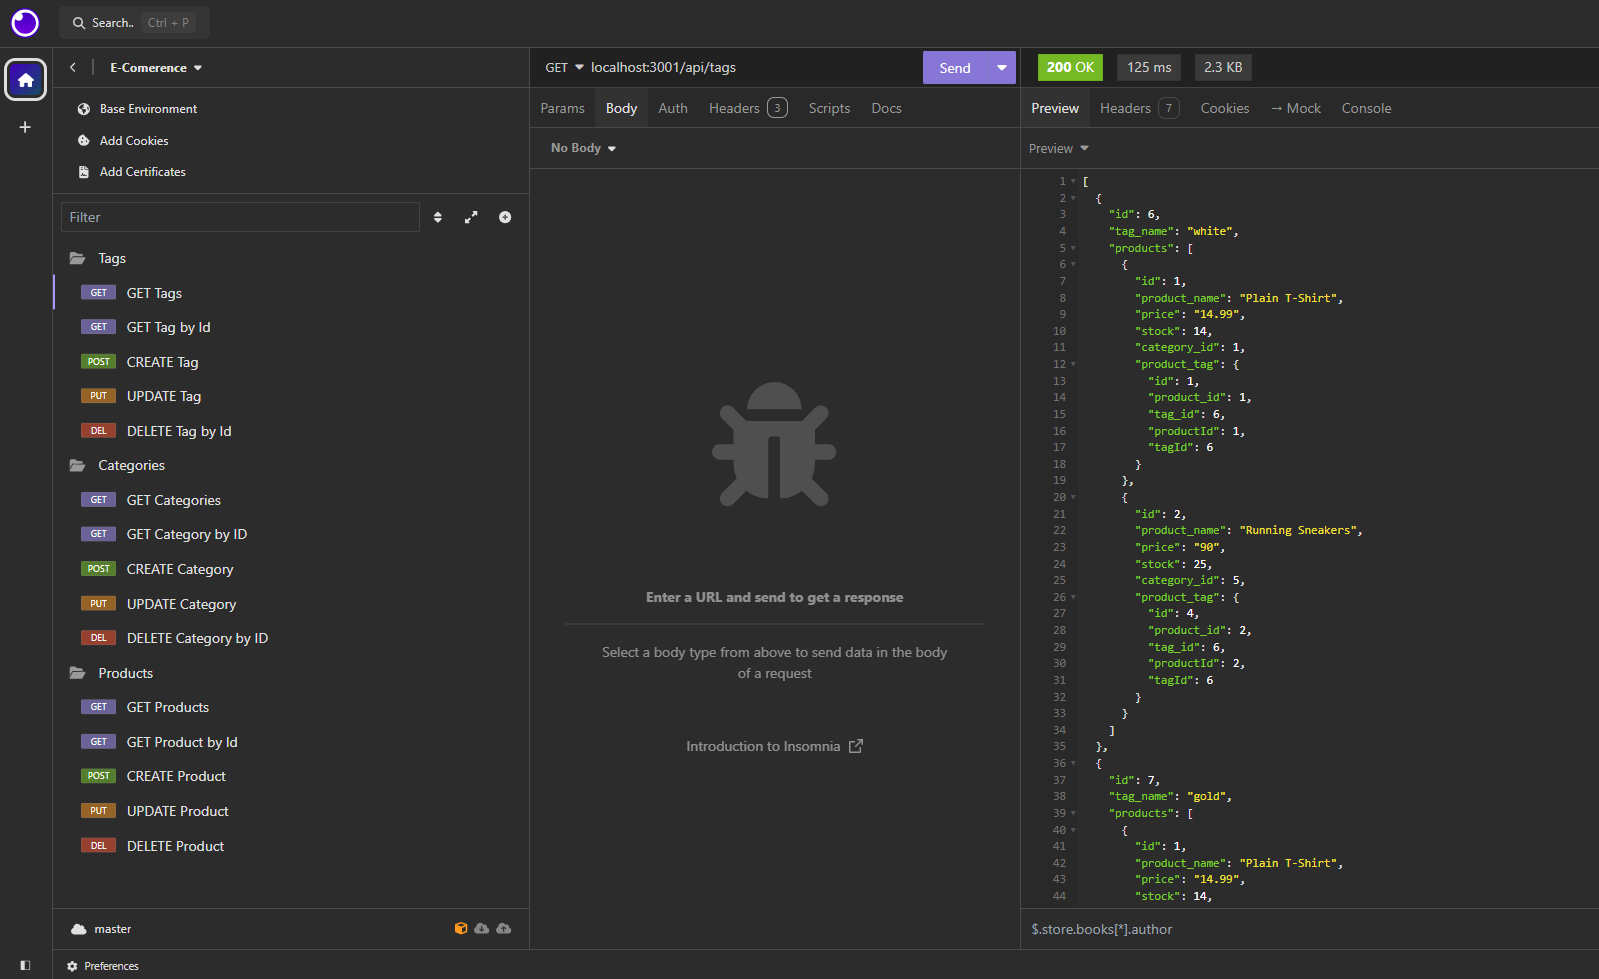 Search.. Ctrl + P
E-Comerence
Base Environment
Add Cookies
Add Certificates
Filter
Tags
GET GET Tags
GET GET Tag by Id
POST CREATE Tag
PUT UPDATE Tag
DEL DELETE Tag by Id
Categories
GET GET Categories
GET GET Category by ID
POST CREATE Category
PUT UPDATE Category
DEL DELETE Category by ID
Products
GET GET Products
GET GET Product by Id
POST CREATE Product
PUT UPDATE Product
DEL DELETE Product
master
Preferences
GET localhost:3001/api/tags Send
Params Body Auth Headers 3 Scripts Docs
No Body
Enter a URL and send to get a response
Select a body type from above to send data in the body
of a request
Introduction to Insomnia
200 OK 125 ms 2.3 KB
Preview Headers 7 Cookies → Mock Console
Preview
1 [
2 {
3 "id": 6,
4 "tag_name": "white",
5 "products": [
6 {
7 "id": 1,
8 "product_name": "Plain T-Shirt",
9 "price": "14.99",
10 "stock": 14,
11 "category_id": 1,
12 "product_tag": {
13 "id": 1,
14 "product_id": 1,
15 "tag_id": 6,
16 "productId": 1,
17 "tagId": 6
18 }
19 },
20 {
21 "id": 2,
22 "product_name": "Running Sneakers",
23 "price": "90",
24 "stock": 25,
25 "category_id": 5,
26 "product_tag": {
27 "id": 4,
28 "product_id": 2,
29 "tag_id": 6,
30 "productId": 2,
31 "tagId": 6
32 }
33 }
34 ]
35 },
36 {
37 "id": 7,
38 "tag_name": "gold",
39 "products": [
40 {
41 "id": 1,
42 "product_name": "Plain T-Shirt",
43 "price": "14.99",
44 "stock": 14,
$.store.books[*].author